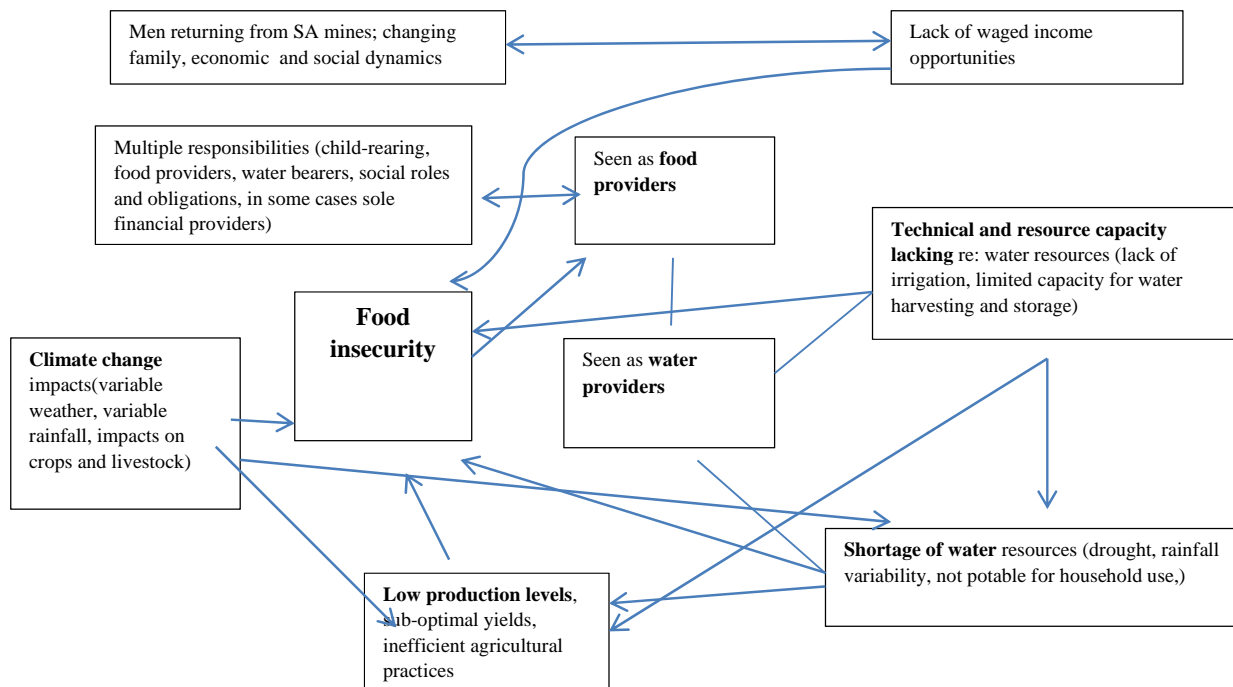 Men returning from SA mines; changing
family, economic  and social dynamics
Lack of waged income
opportunities
Multiple responsibilities (child-rearing,
food providers, water bearers, social roles
and obligations, in some cases sole
financial providers)
Seen as food
providers
Technical and resource capacity
lacking re: water resources (lack of
irrigation, limited capacity for water
harvesting and storage)
Food
insecurity
Climate change
impacts(variable
weather, variable
rainfall, impacts on
crops and livestock)
Seen as water
providers
Shortage of water resources (drought, rainfall
variability, not potable for household use,)
Low production levels,
sub-optimal yields,
inefficient agricultural
practices